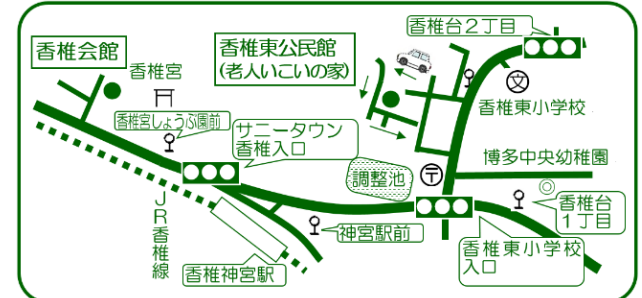 香椎台２丁目
香椎会館
香椎東公民館
(老人いこいの家)
香椎宮
文
香椎東小学校
香椎宮しょうぶ園前
サニータウン
香椎入口
博多中央幼稚園
調整池
〒
香椎台
１丁目
ＪＲ香椎線
神宮駅前
香椎東小学校
入口
香椎神宮駅